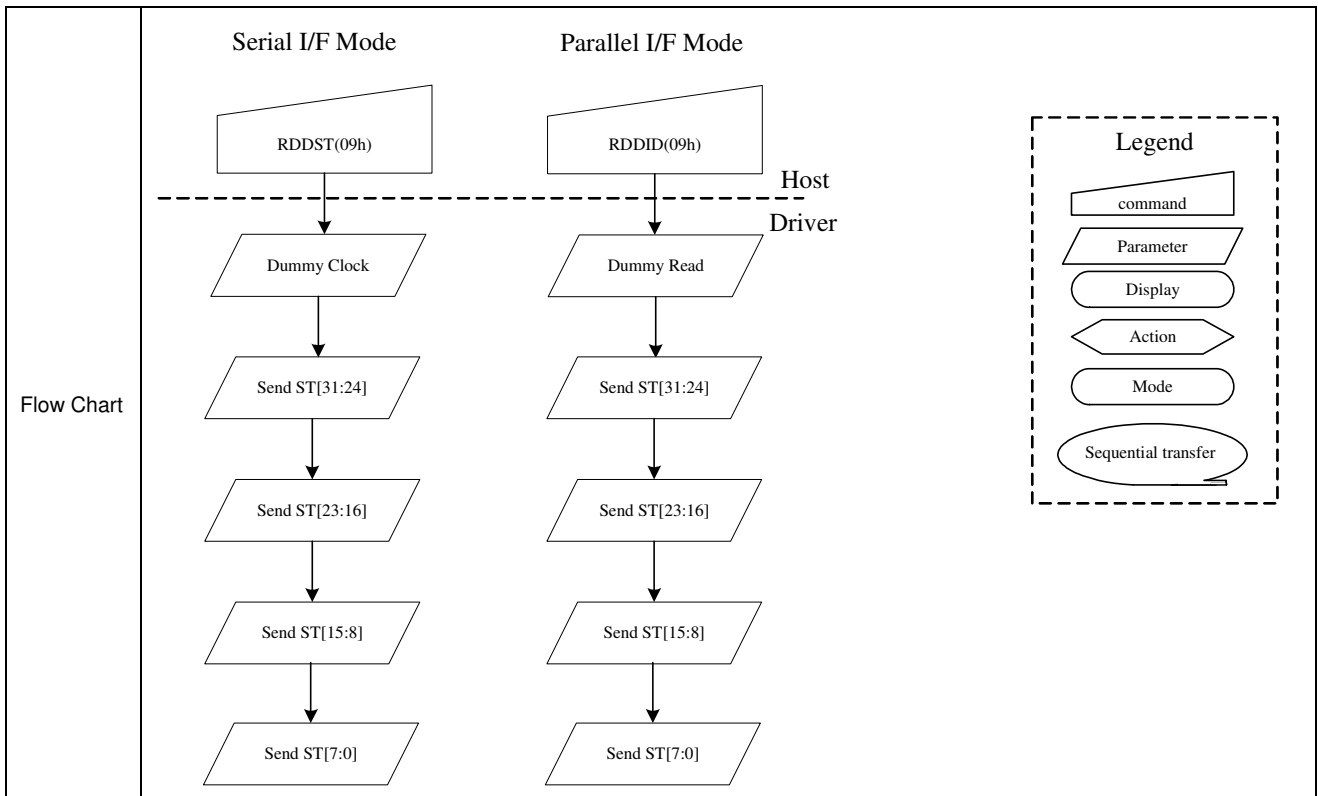 Flow Chart
Serial I/F Mode
RDDST(09h)
Dummy Clock
Send ST[31:24]
Send ST[23:16]
Send ST[15:8]
Send ST[7:0]
Parallel I/F Mode
RDDID(09h)
Dummy Read
Send ST[31:24]
Send ST[23:16]
Send ST[15:8]
Send ST[7:0]
Host
Driver
Legend
command
Parameter
Display
Action
Mode
Sequential transfer